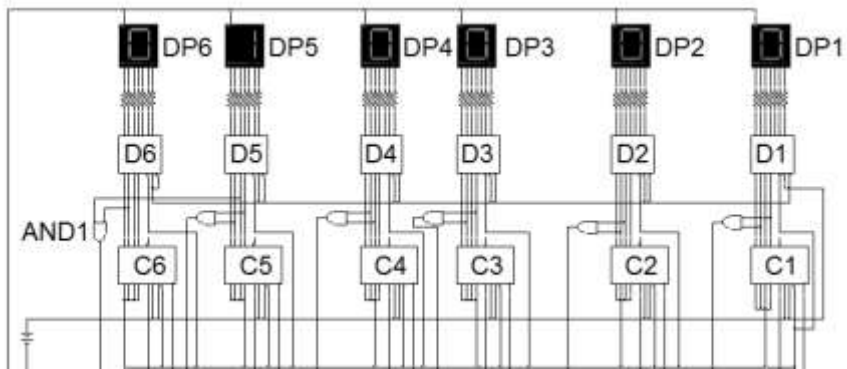 DP6 DP5 DP4 DP3 DP2 DP1
D6 D5 D4 D3 D2 D1
AND1
C6 C5 C4 C3 C2 C1